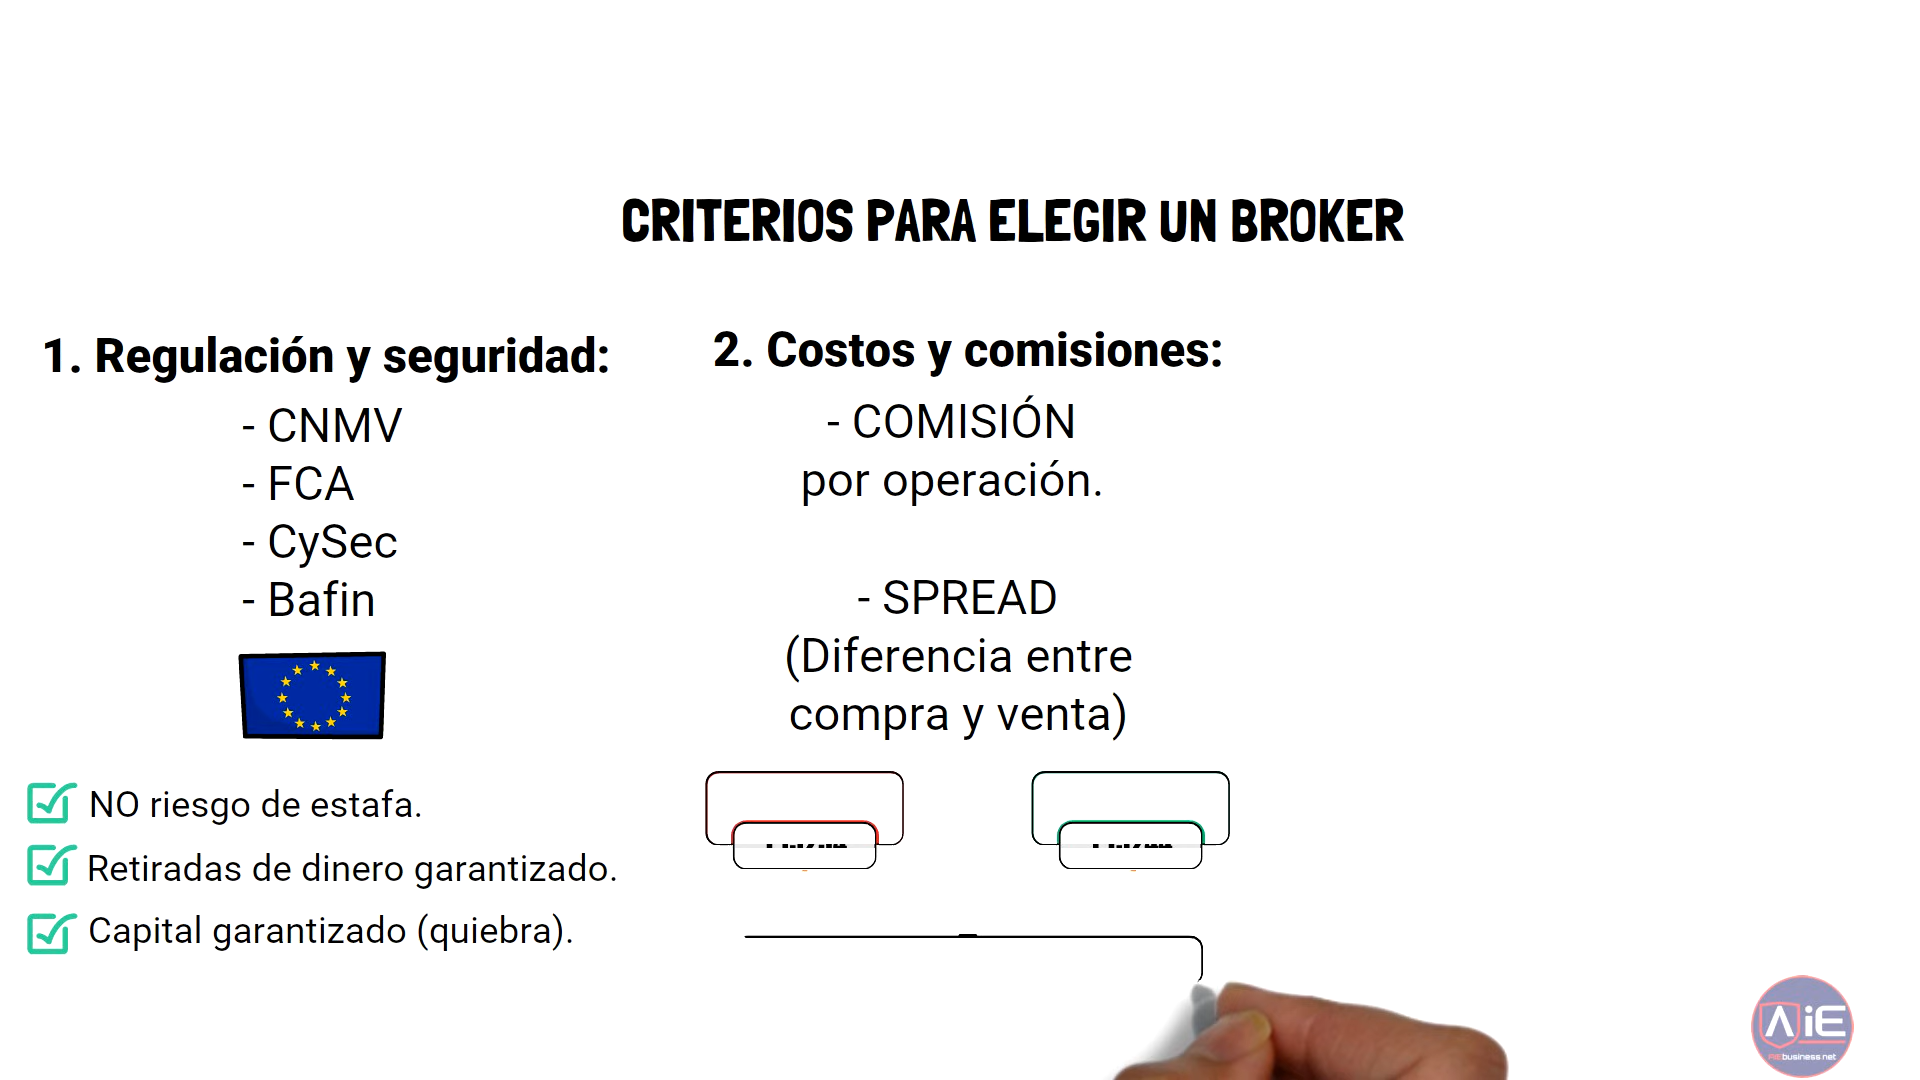 CRITERIOS PARA ELEGIR UN BROKER
1. Regulación y seguridad:
- CNMV
- FCA
- CySec
- Bafin
NO riesgo de estafa.
Retiradas de dinero garantizado.
Capital garantizado (quiebra).
2. Costos y comisiones:
- COMISIÓN
por operación.
- SPREAD
(Diferencia entre
compra y venta)
AiE